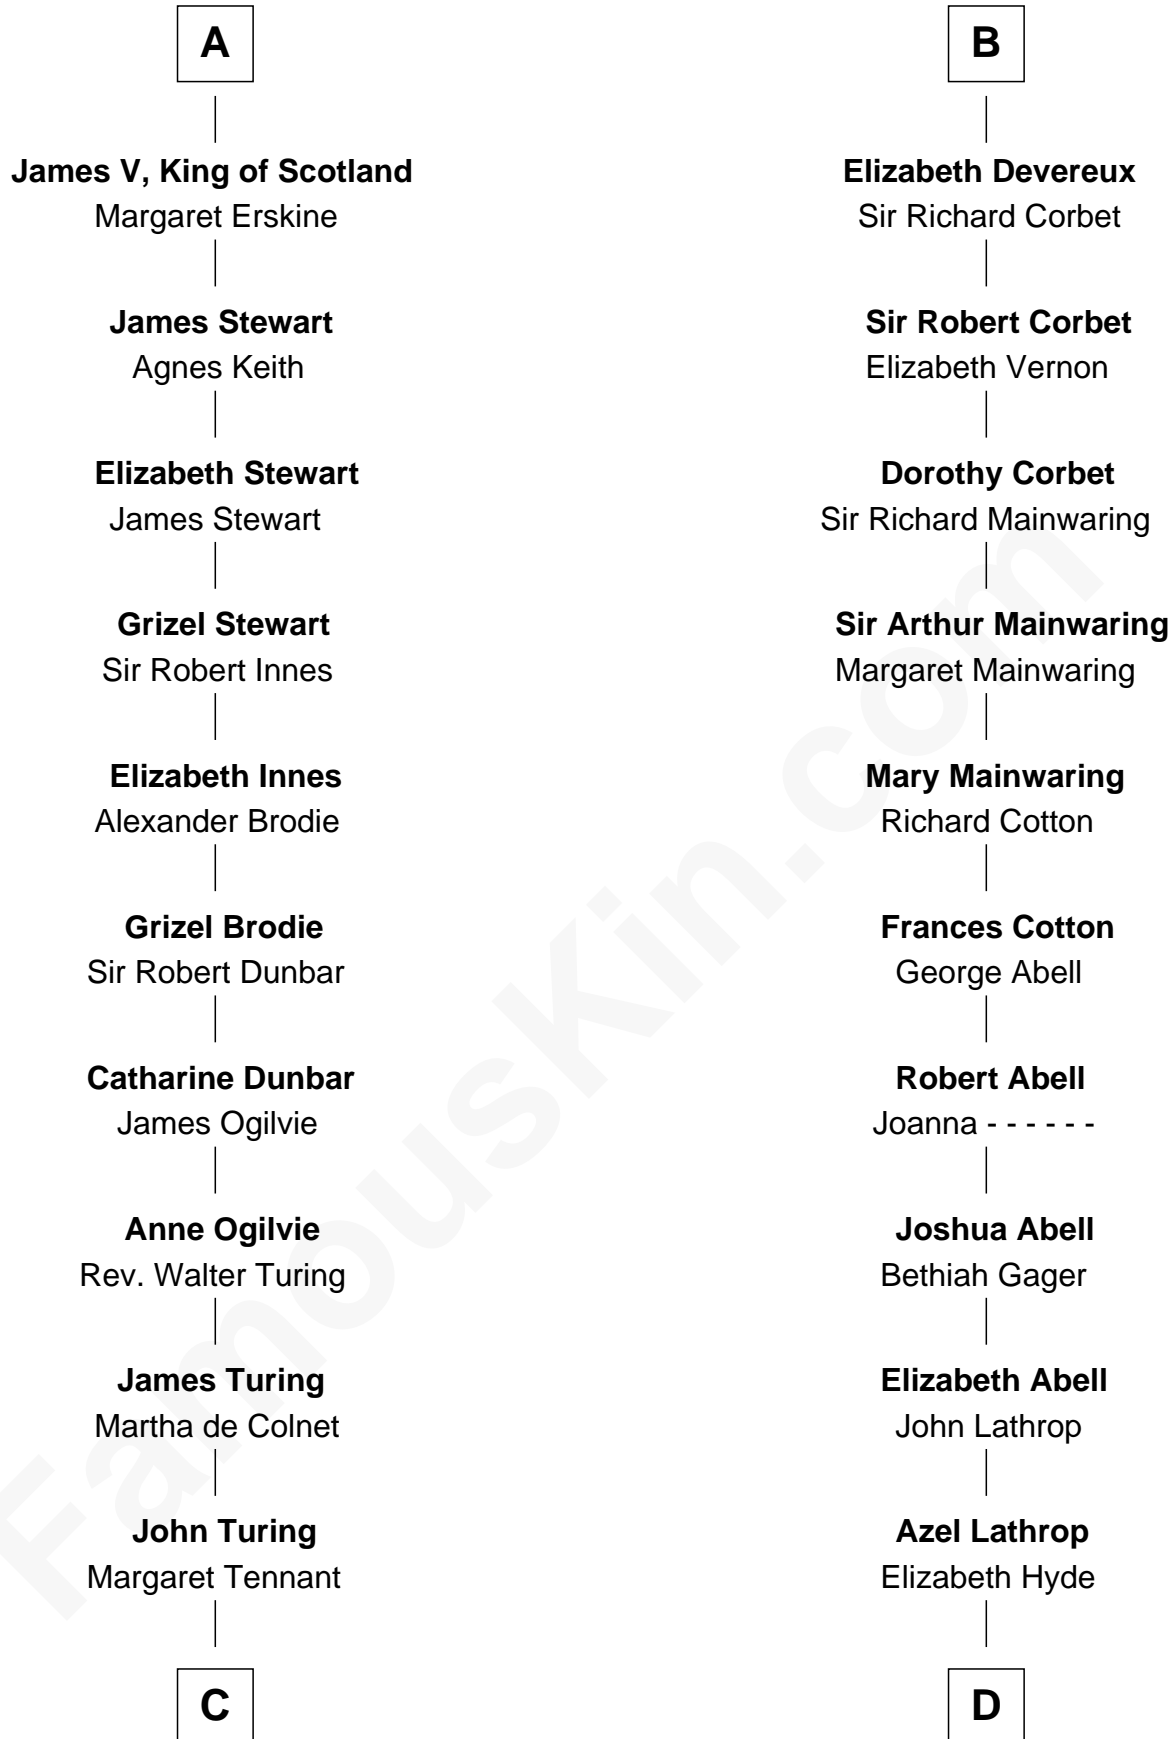 A
James V, King of Scotland
Margaret Erskine
James Stewart
Agnes Keith
Elizabeth Stewart
James Stewart
Grizel Stewart
Sir Robert Innes
Elizabeth Innes
Alexander Brodie
Grizel Brodie
Sir Robert Dunbar
Catharine Dunbar
James Ogilvie
Anne Ogilvie
Rev. Walter Turing
James Turing
Martha de Colnet
John Turing
Margaret Tennant
C
B
Elizabeth Devereux
Sir Richard Corbet
Sir Robert Corbet
Elizabeth Vernon
Dorothy Corbet
Sir Richard Mainwaring
Sir Arthur Mainwaring
Margaret Mainwaring
Mary Mainwaring
Richard Cotton
Frances Cotton
George Abell
Robert Abell
Joanna - - - - - -
Joshua Abell
Bethiah Gager
Elizabeth Abell
John Lathrop
Azel Lathrop
Elizabeth Hyde
D
FamousKin.com